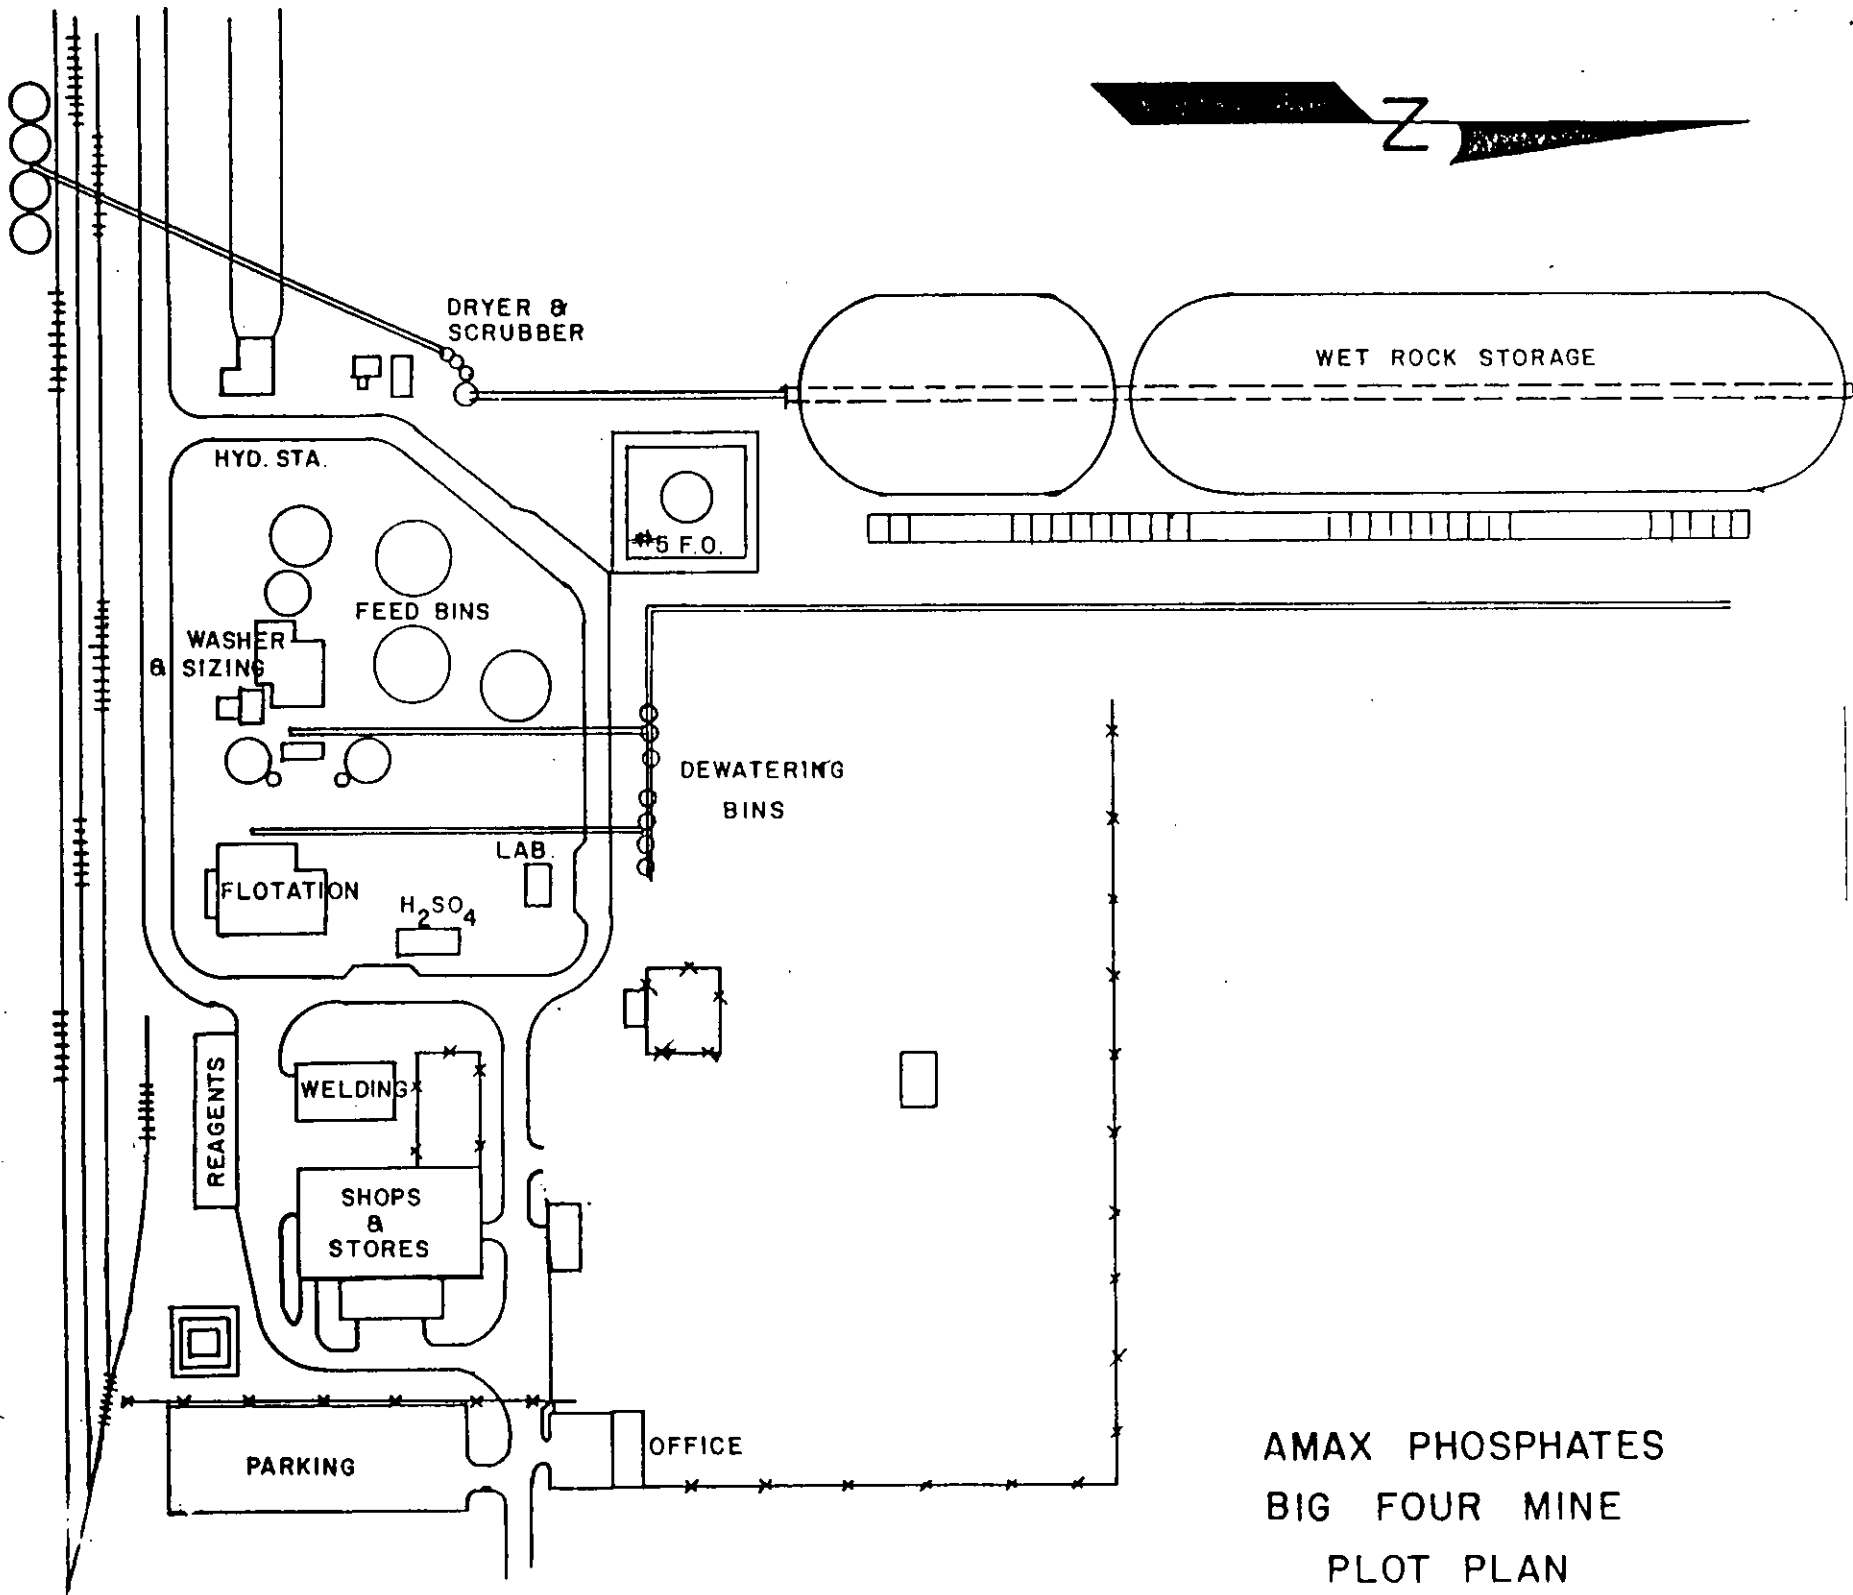 N
DRYER &
SCRUBBER
WET ROCK STORAGE
HYD. STA.
#5 F.O.
FEED BINS
WASHER
& SIZING
DEWATERING
BINS
LAB.
FLOTATION
H2SO4
REAGENTS
WELDING
SHOPS
&
STORES
OFFICE
PARKING
AMAX PHOSPHATES
BIG FOUR MINE
PLOT PLAN